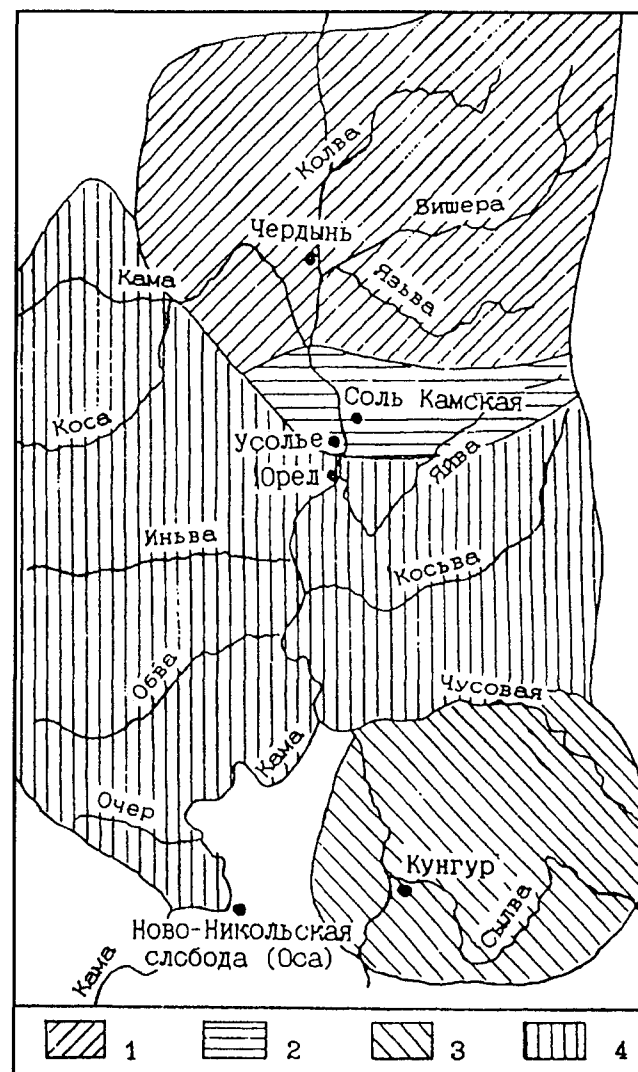 Колва
Вишера
Чердынь
Кама
Язьва
Соль Камская
Коса
Усолье
Орел
Яйва
Иньва
Косьва
Обва
Чусовая
Кама
Очер
Кунгур
Сылва
Ново-Никольская
слобода (Оса)
Кама
1 2 3 4